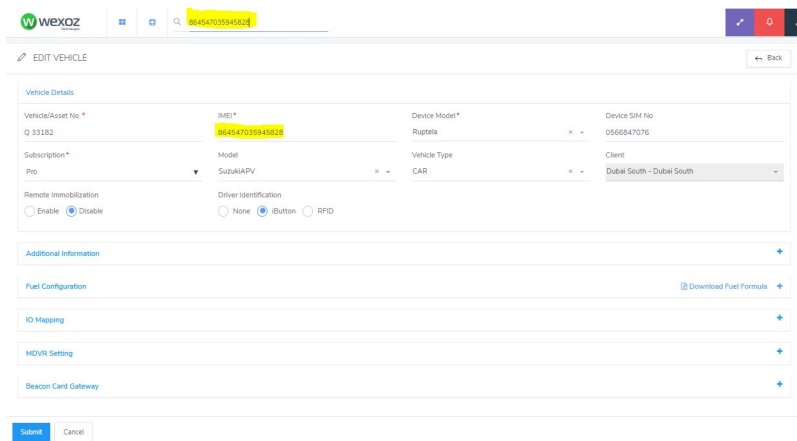 wexoz
Technologies
864547035945828
EDIT VEHICLE
Back
Vehicle Details
Vehicle/Asset No *
IMEI*
Device Model*
Device SIM No
Q 33182
864547035945828
Ruptela
0566847076
Subscription*
Model
Vehicle Type
Client
Pro
SuzukiAPV
CAR
Dubai South - Dubai South
Remote Immobilization
Driver Identification
Enable Disable
None iButton RFID
Additional Information
Fuel Configuration
Download Fuel Formula
IO Mapping
MDVR Setting
Beacon Card Gateway
Submit Cancel